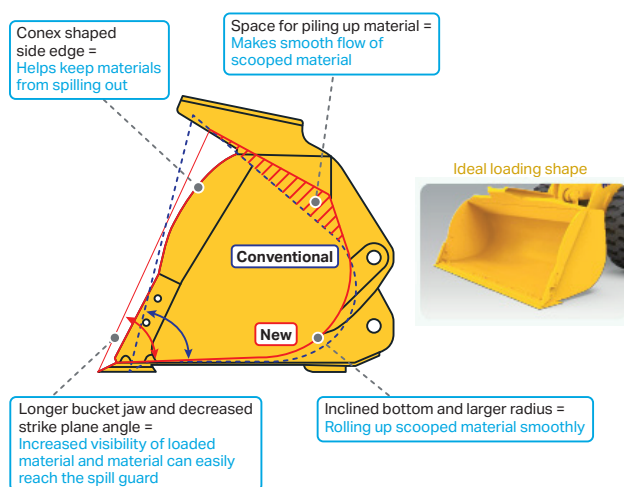 Conex shaped
side edge =
Helps keep materials
from spilling out
Space for piling up material =
Makes smooth flow of
scooped material
Ideal loading shape
Conventional
New
Longer bucket jaw and decreased
strike plane angle =
Increased visibility of loaded
material and material can easily
reach the spill guard
Inclined bottom and larger radius =
Rolling up scooped material smoothly